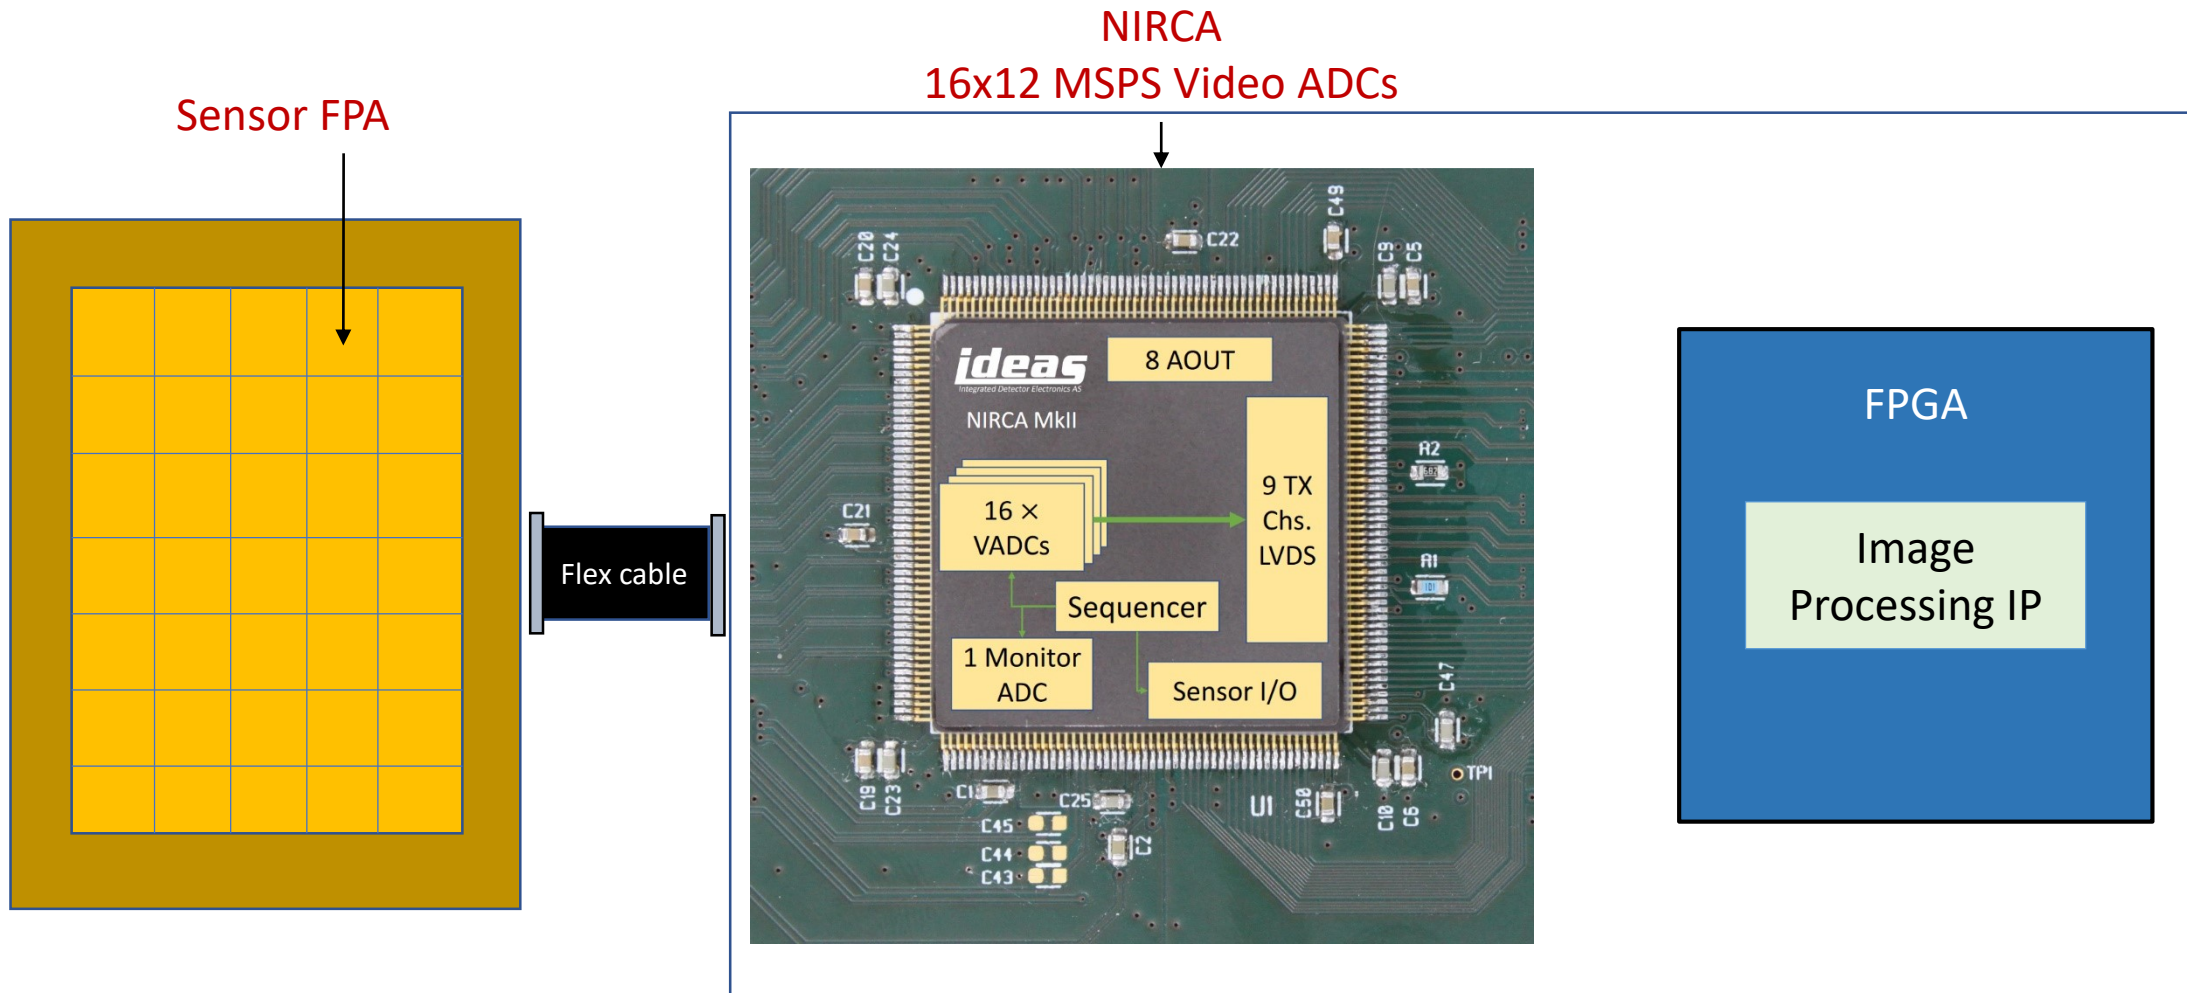 NIRCA
16x12 MSPS Video ADCs
Sensor FPA
Flex cable
C49
C20
C24
C22
C9
C5
ideas
Integrated Detector Electronics AS
NIRCA MkII
8 AOUT
16 ×
VADCs
9 TX
Chs.
LVDS
Sequencer
1 Monitor
ADC
Sensor I/O
R2
682
C21
R1
101
C47
C19
C23
C1
C25
C45
C44
C43
C2
U1
C50
C10
C6
TP1
FPGA
Image
Processing IP